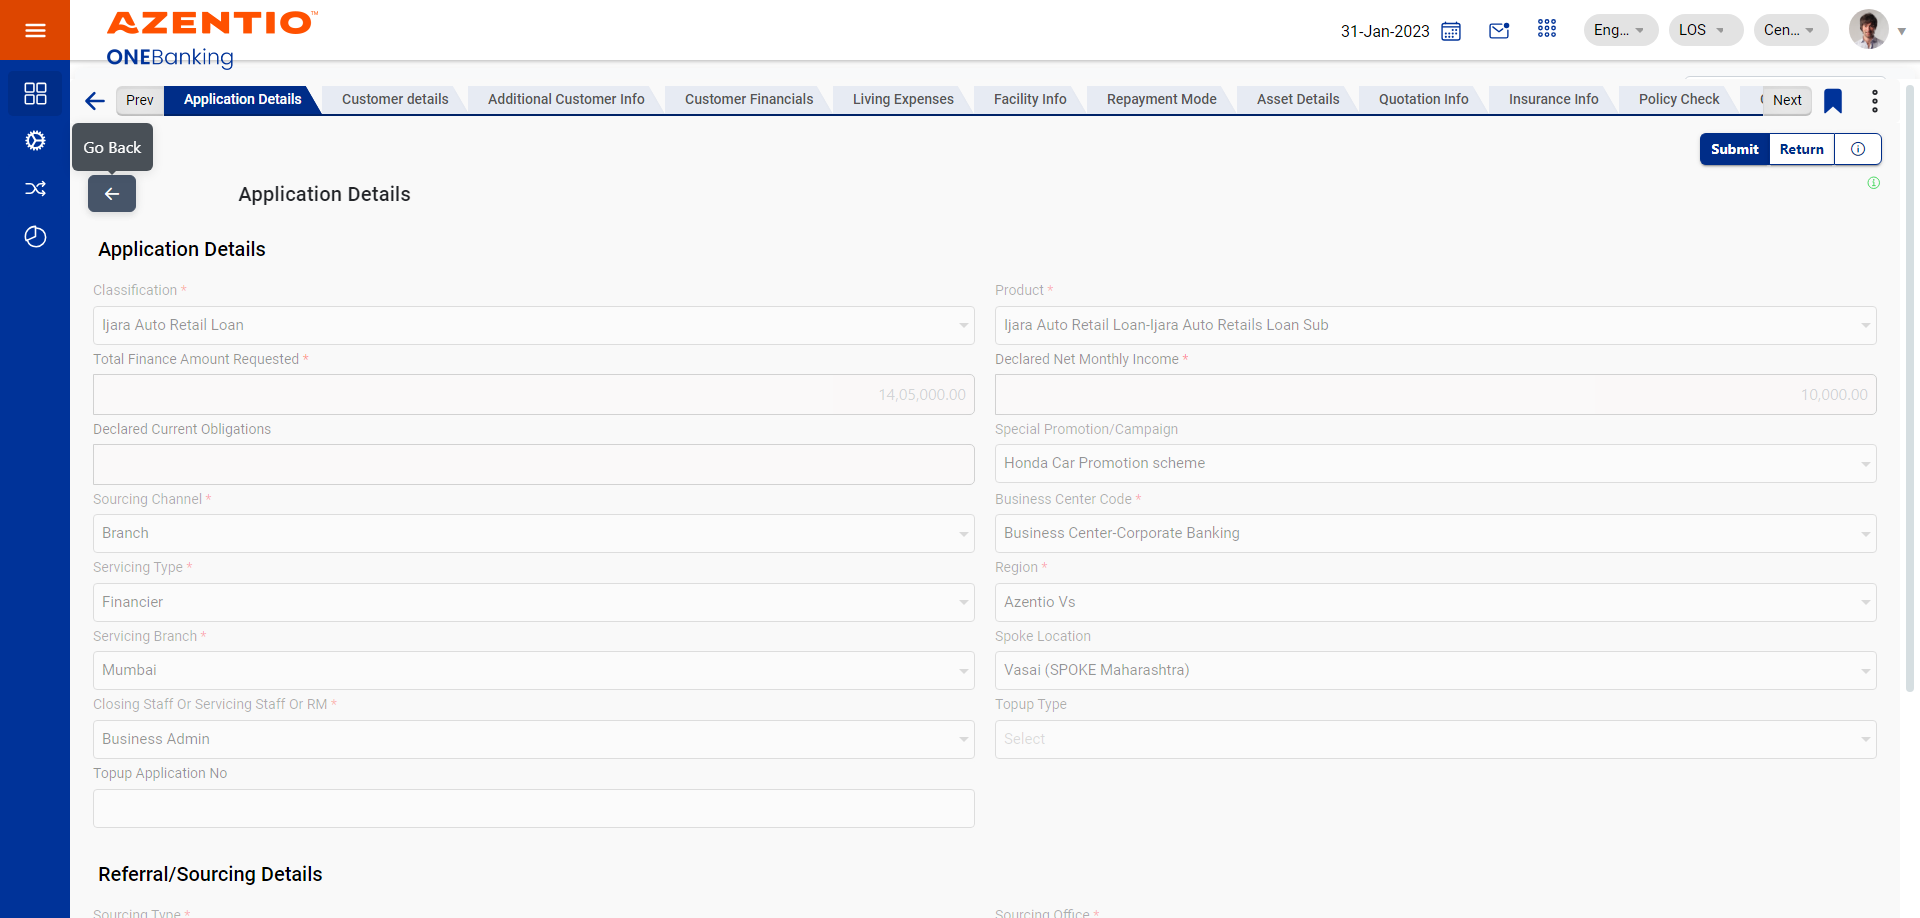 AZENTIO™
ONEBanking
31-Jan-2023
Eng...
LOS
Cen...
Prev
Application Details
Customer details
Additional Customer Info
Customer Financials
Living Expenses
Facility Info
Repayment Mode
Asset Details
Quotation Info
Insurance Info
Policy Check
Next
Go Back
Submit
Return
Application Details
Application Details
Classification *
Product *
Ijara Auto Retail Loan
Ijara Auto Retail Loan-Ijara Auto Retails Loan Sub
Total Finance Amount Requested *
Declared Net Monthly Income *
14,05,000.00
10,000.00
Declared Current Obligations
Special Promotion/Campaign
Honda Car Promotion scheme
Sourcing Channel *
Business Center Code *
Branch
Business Center-Corporate Banking
Servicing Type *
Region *
Financier
Azentio Vs
Servicing Branch *
Spoke Location
Mumbai
Vasai (SPOKE Maharashtra)
Closing Staff Or Servicing Staff Or RM *
Topup Type
Business Admin
Select
Topup Application No
Referral/Sourcing Details
Sourcing Type *
Sourcing Office *